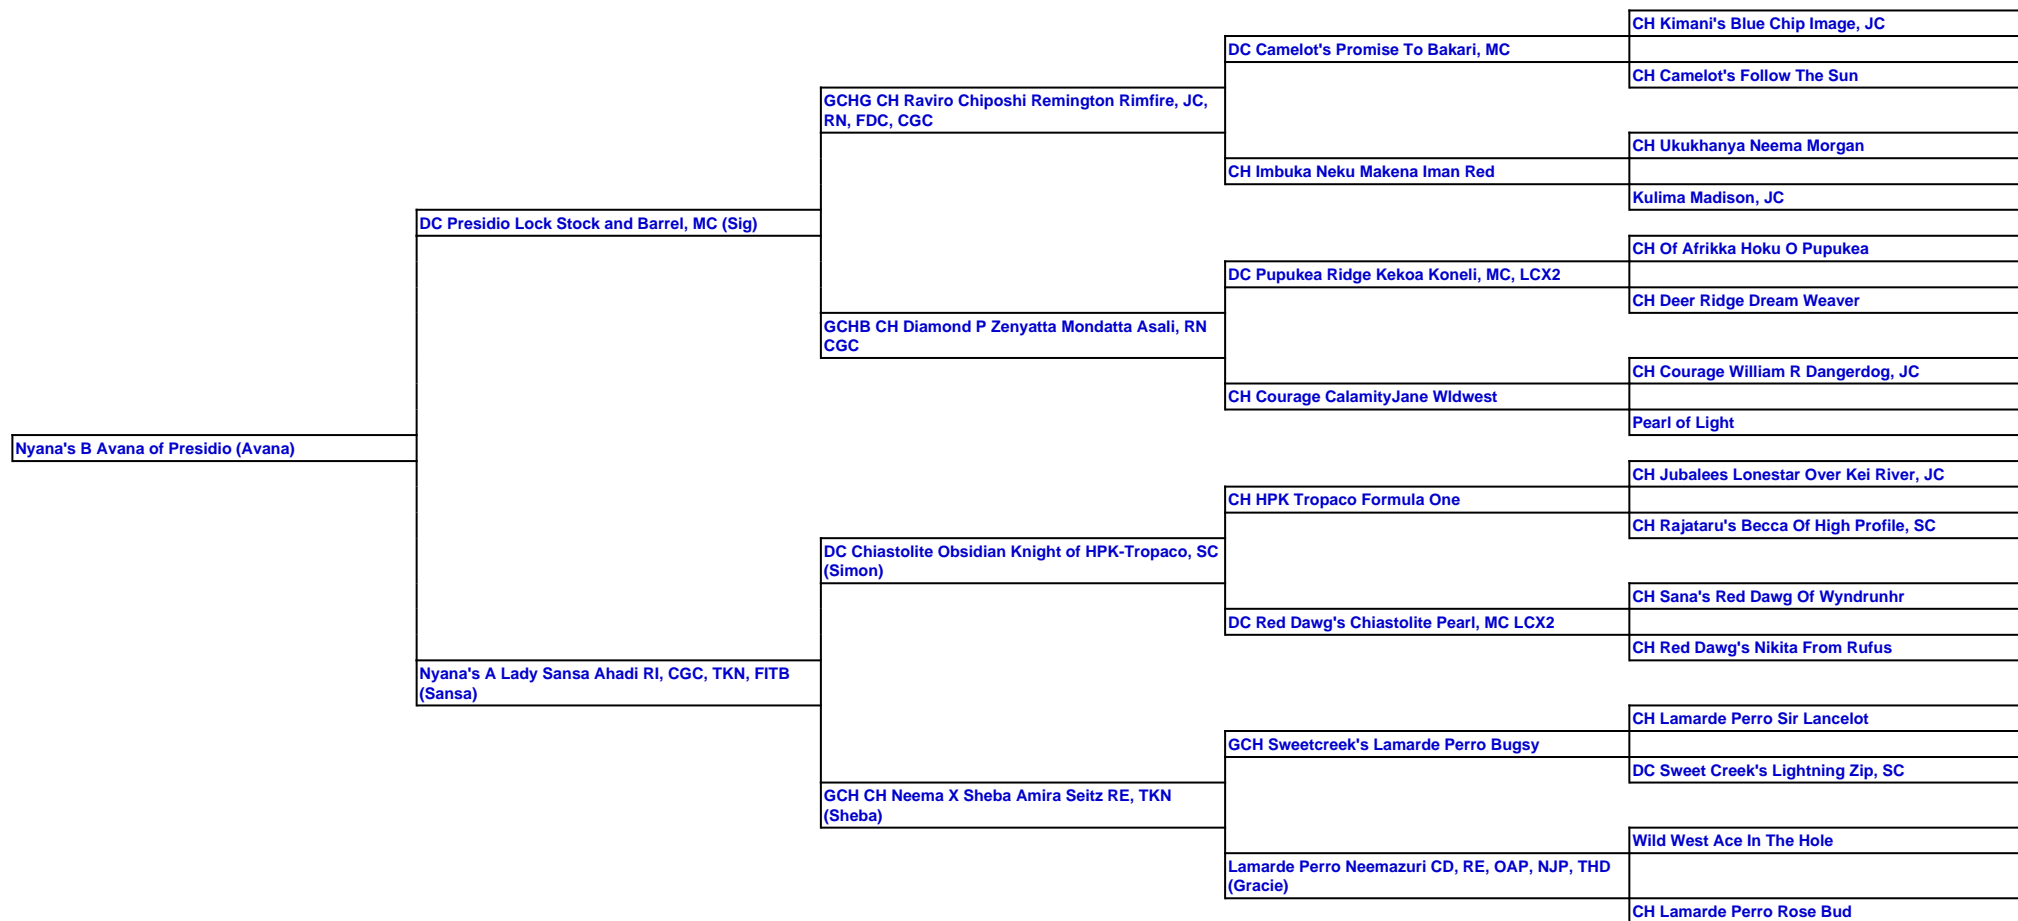 CH Kimani's Blue Chip Image, JC
DC Camelot's Promise To Bakari, MC
CH Camelot's Follow The Sun
GCHG CH Raviro Chiposhi Remington Rimfire, JC,
RN, FDC, CGC
CH Ukukhanya Neema Morgan
CH Imbuka Neku Makena Iman Red
Kulima Madison, JC
DC Presidio Lock Stock and Barrel, MC (Sig)
CH Of Afrikka Hoku O Pupukea
DC Pupukea Ridge Kekoa Koneli, MC, LCX2
CH Deer Ridge Dream Weaver
GCHB CH Diamond P Zenyatta Mondatta Asali, RN
CGC
CH Courage William R Dangerdog, JC
CH Courage CalamityJane Wldwest
Pearl of Light
Nyana's B Avana of Presidio (Avana)
CH Jubalees Lonestar Over Kei River, JC
CH HPK Tropaco Formula One
CH Rajataru's Becca Of High Profile, SC
DC Chiastolite Obsidian Knight of HPK-Tropaco, SC
(Simon)
CH Sana's Red Dawg Of Wyndrunhr
DC Red Dawg's Chiastolite Pearl, MC LCX2
CH Red Dawg's Nikita From Rufus
Nyana's A Lady Sansa Ahadi RI, CGC, TKN, FITB
(Sansa)
CH Lamarde Perro Sir Lancelot
GCH Sweetcreek's Lamarde Perro Bugsy
DC Sweet Creek's Lightning Zip, SC
GCH CH Neema X Sheba Amira Seitz RE, TKN
(Sheba)
Wild West Ace In The Hole
Lamarde Perro Neemazuri CD, RE, OAP, NJP, THD
(Gracie)
CH Lamarde Perro Rose Bud